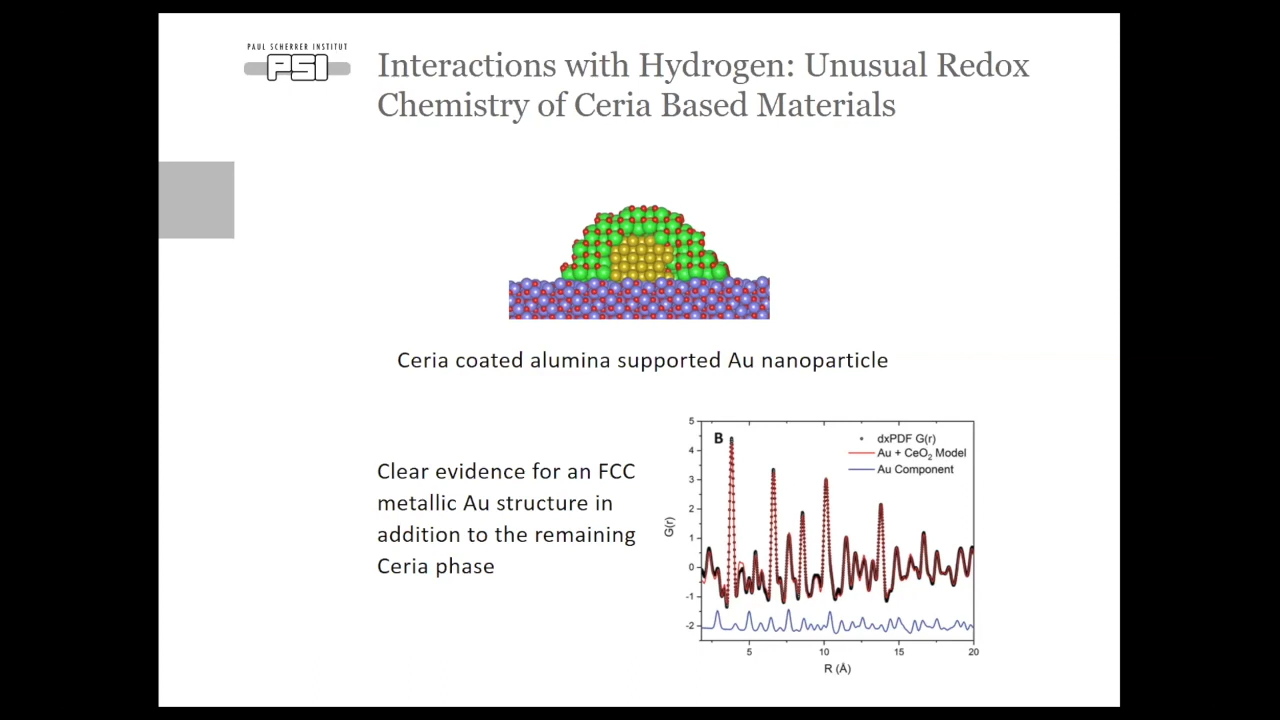 PAUL SCHERRER INSTITUT
PSI
Interactions with Hydrogen: Unusual Redox
Chemistry of Ceria Based Materials
Ceria coated alumina supported Au nanoparticle
Clear evidence for an FCC
metallic Au structure in
addition to the remaining
Ceria phase
B
dxPDF G(r)
Au + CeO₂ Model
Au Component
G(r)
5
4
3
2
1
0
-1
-2
5 10 15 20
R (Å)